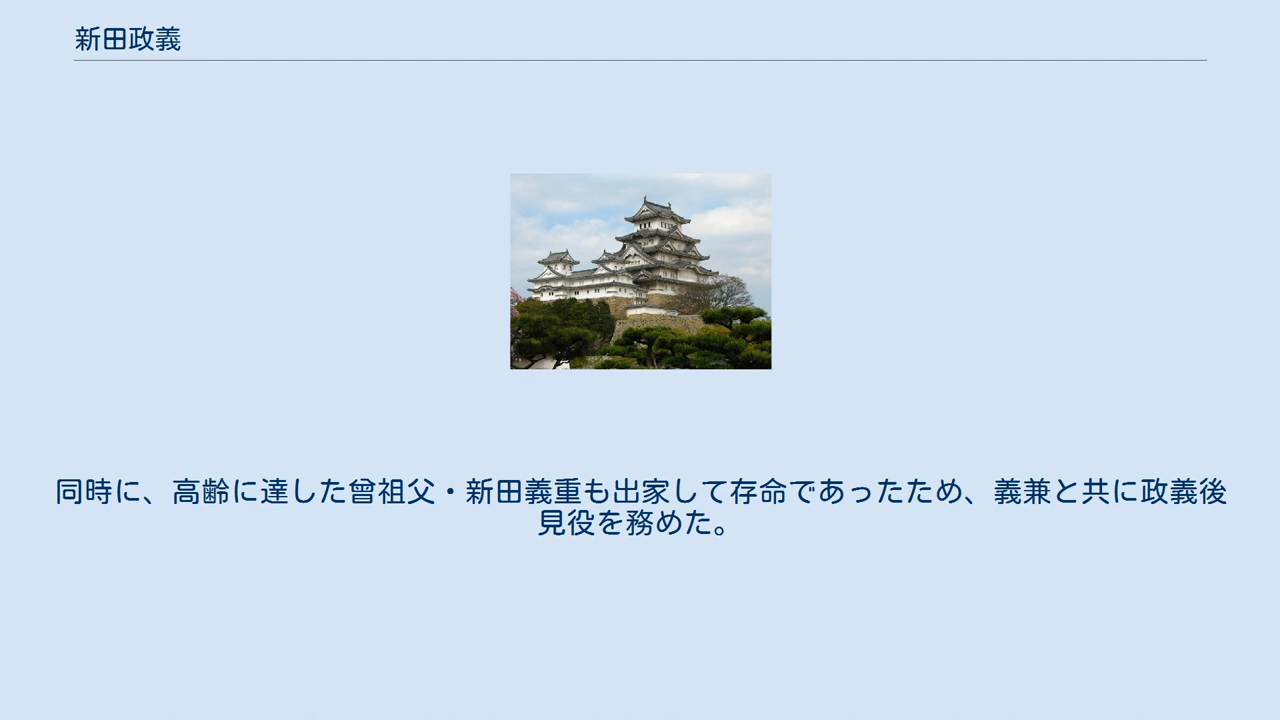 新田政義
同時に、高齢に達した曾祖父・新田義重も出家して存命であったため、義兼と共に政義後
見役を務めた。